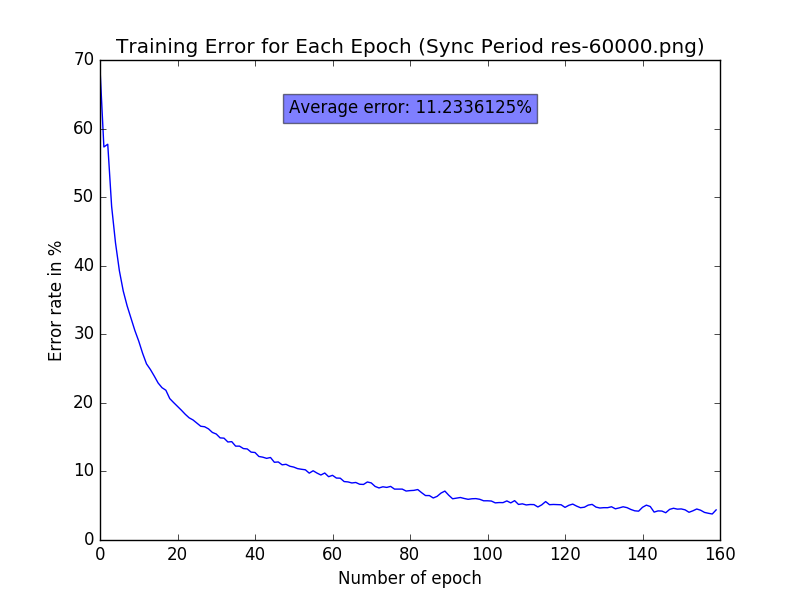 Training Error for Each Epoch (Sync Period res-60000.png)
Average error: 11.2336125%
Error rate in %
70
60
50
40
30
20
10
0
0 20 40 60 80 100 120 140 160
Number of epoch